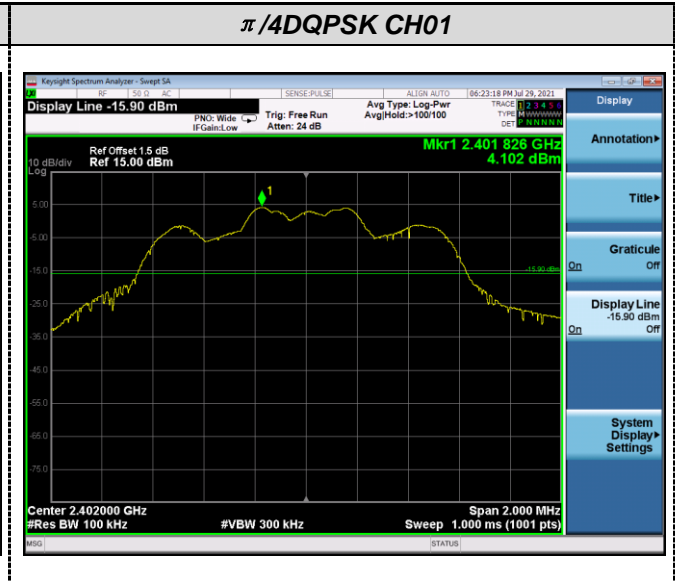 π/4DQPSK CH01
Keysight Spectrum Analyzer - Swept SA
RF 50 Ω AC SENSE:PULSE ALIGN AUTO 06:23:18 PM Jul 29, 2021
Display Line -15.90 dBm
PNO: Wide
IFGain:Low
Trig: Free Run
Atten: 24 dB
Avg Type: Log-Pwr
Avg|Hold:>100/100
TRACE 1 2 3 4 5 6
TYPE M W W W W W
DET P N N N N N
Display
Mkr1 2.401 826 GHz
4.102 dBm
Ref Offset 1.5 dB
10 dB/div Ref 15.00 dBm
Log
1
5.00
-5.00
-15.0
-15.90 dBm
-25.0
-35.0
-45.0
-55.0
-65.0
-75.0
Center 2.402000 GHz Span 2.000 MHz
#Res BW 100 kHz #VBW 300 kHz Sweep 1.000 ms (1001 pts)
MSG STATUS
Annotation
Title
Graticule
On Off
Display Line
-15.90 dBm
On Off
System
Display
Settings